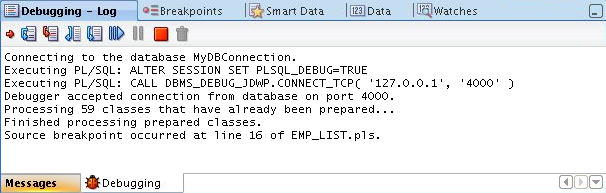 Debugging - Log
Breakpoints
Smart Data
Data
Watches
Connecting to the database MyDBConnection.
Executing PL/SQL: ALTER SESSION SET PLSQL_DEBUG=TRUE
Executing PL/SQL: CALL DBMS_DEBUG_JDWP.CONNECT_TCP( '127.0.0.1', '4000' )
Debugger accepted connection from database on port 4000.
Processing 59 classes that have already been prepared...
Finished processing prepared classes.
Source breakpoint occurred at line 16 of EMP_LIST.pls.
Messages
Debugging